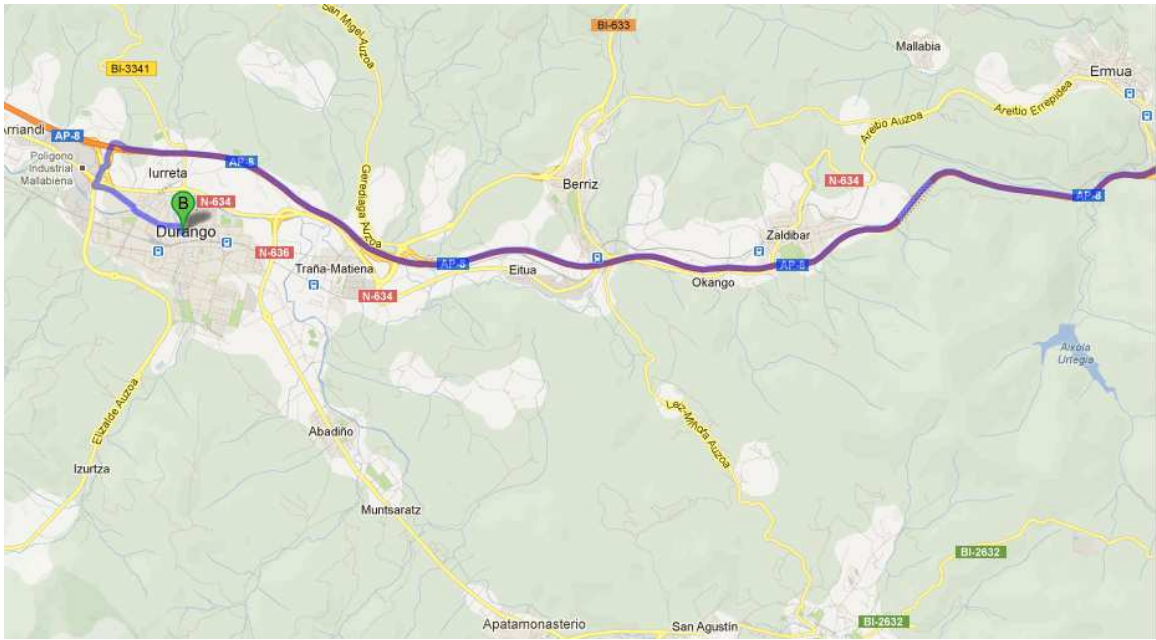 San Migel Auzoa
BI-633
Mallabia
Ermua
BI-3341
Areitio Errepidea
Arriandi
AP-8
Areitio Auzoa
Poligono
Industrial
Mallabiena
Iurreta
AP-8
Gerediaga Auzoa
Berriz
N-634
AP-8
B
N-634
Durango
Zaldibar
N-636
Traña-Matiena
AP-8
Eitua
AP-8
Okango
N-634
Aixola
Urtegia
Elizalde Auzoa
Abadiño
Izurtza
Muntsaratz
BI-2632
Apatamonasterio
San Agustín
BI-2632